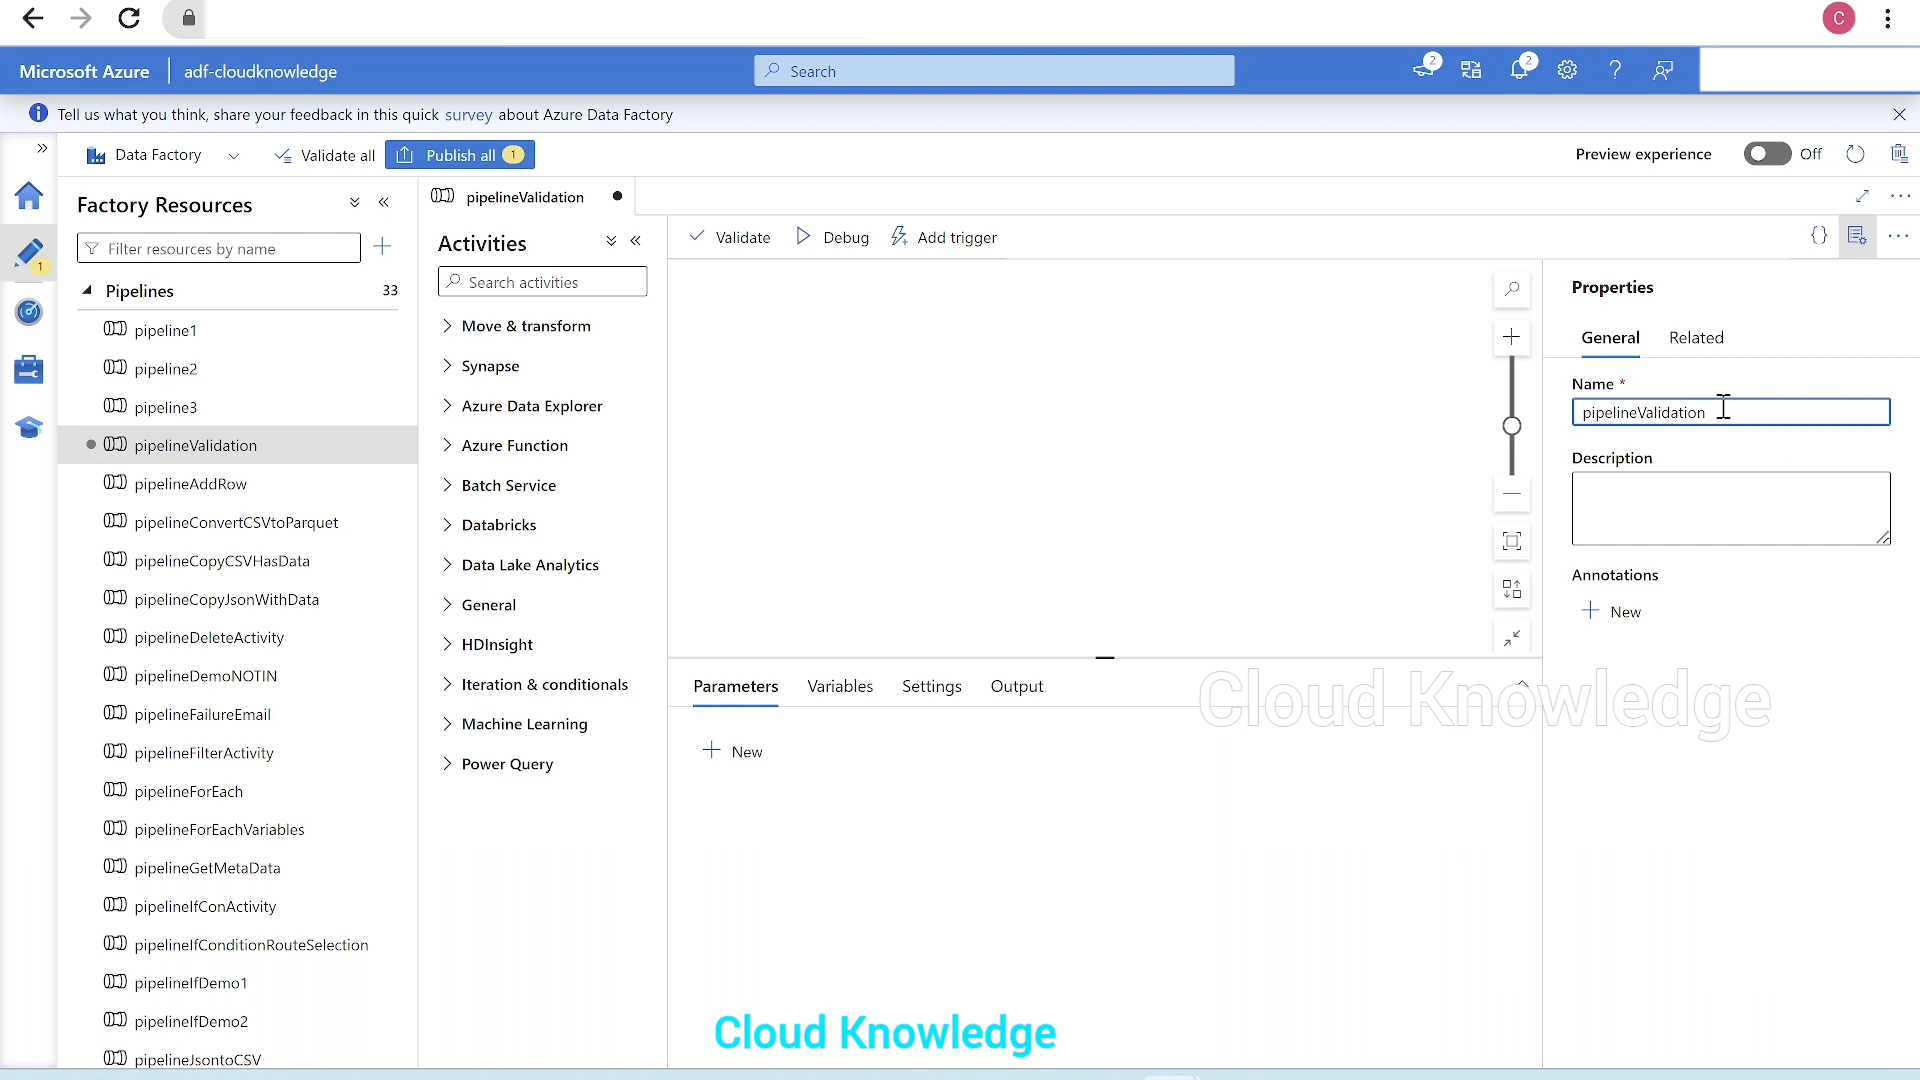 C
Microsoft Azure
adf-cloudknowledge
Search
2
2
Tell us what you think, share your feedback in this quick survey about Azure Data Factory
Data Factory
Validate all
Publish all
1
Preview experience
Off
Factory Resources
Filter resources by name
Pipelines
33
pipeline1
pipeline2
pipeline3
pipelineValidation
pipelineAddRow
pipelineConvertCSVtoParquet
pipelineCopyCSVHasData
pipelineCopyJsonWithData
pipelineDeleteActivity
pipelineDemoNOTIN
pipelineFailureEmail
pipelineFilterActivity
pipelineForEach
pipelineForEachVariables
pipelineGetMetaData
pipelineIfConActivity
pipelineIfConditionRouteSelection
pipelineIfDemo1
pipelineIfDemo2
pipelineJsontoCSV
1
pipelineValidation
Activities
Search activities
Move & transform
Synapse
Azure Data Explorer
Azure Function
Batch Service
Databricks
Data Lake Analytics
General
HDInsight
Iteration & conditionals
Machine Learning
Power Query
Validate
Debug
Add trigger
Parameters
Variables
Settings
Output
New
Properties
General
Related
Name *
pipelineValidation
Description
Annotations
New
Cloud Knowledge
Cloud Knowledge